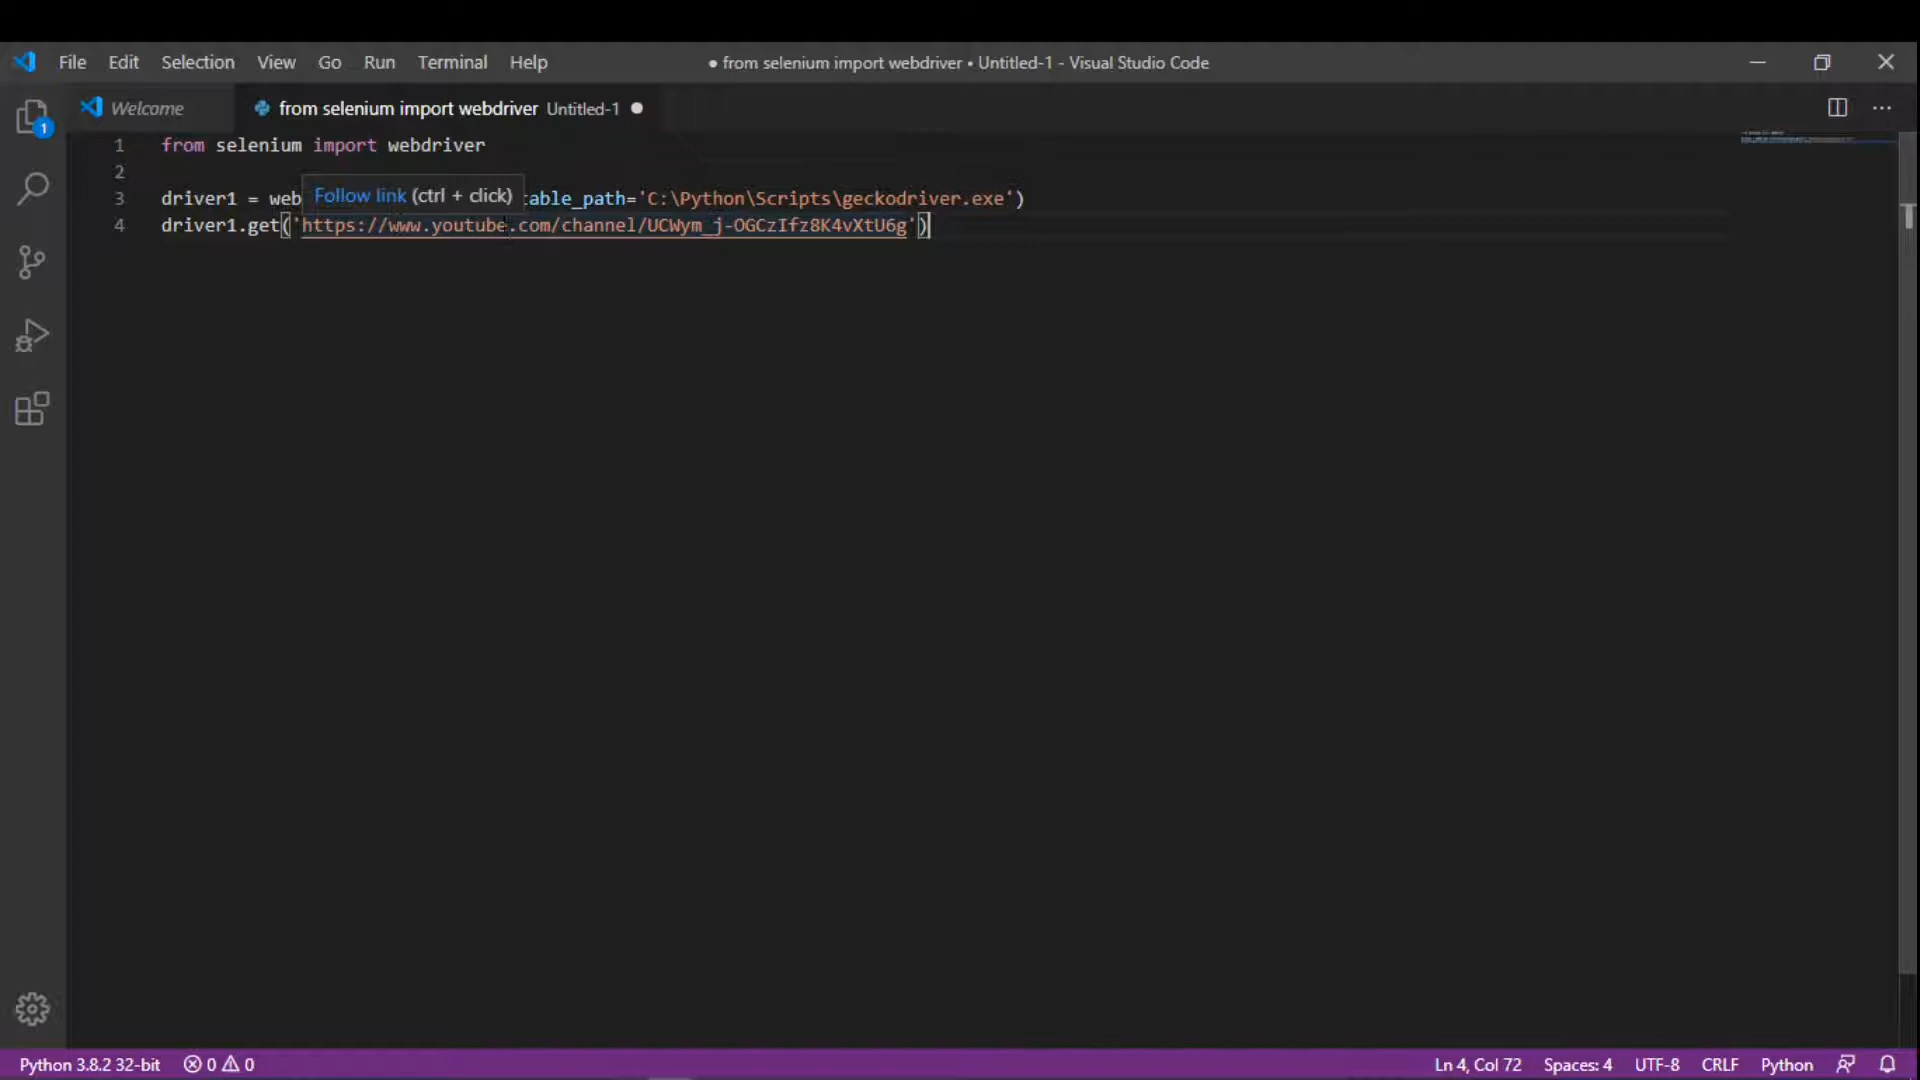 File Edit Selection View Go Run Terminal Help ● from selenium import webdriver • Untitled-1 - Visual Studio Code
Welcome from selenium import webdriver Untitled-1
1
1 from selenium import webdriver
2
Follow link (ctrl + click)
3 driver1 = web table_path='C:\Python\Scripts\geckodriver.exe')
4 driver1.get('https://www.youtube.com/channel/UCWym_j-OGCzIfz8K4vXtU6g')
Python 3.8.2 32-bit 0 0 Ln 4, Col 72 Spaces: 4 UTF-8 CRLF Python